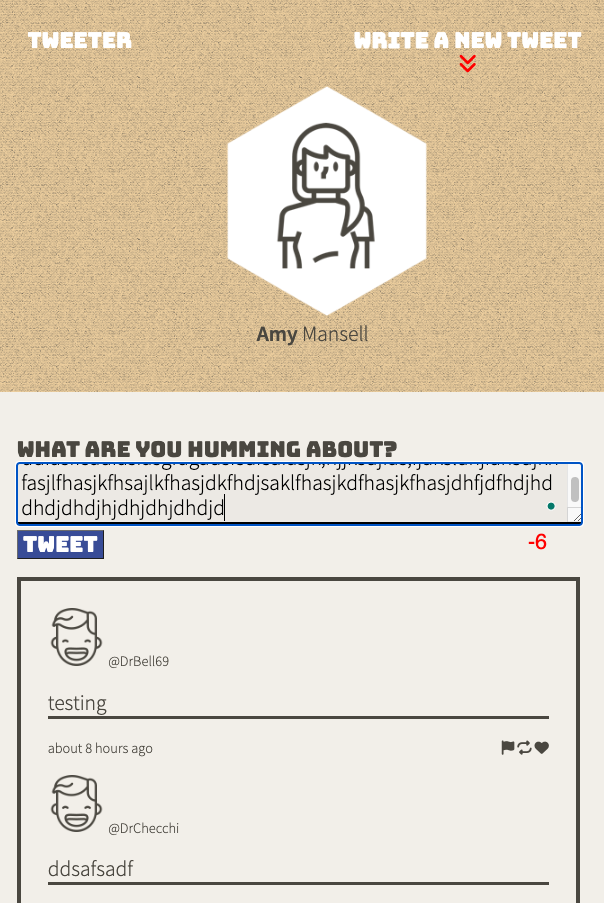 TWEETER
WRITE A NEW TWEET
Amy Mansell
WHAT ARE YOU HUMMING ABOUT?
fasjlfhasjkfhsajlkfhasjdkfhdjsaklfhasjkdfhasjkfhasjdhfjdfhdjhd
dhdjdhdjhjdhjdhjdhdjd
TWEET
-6
@DrBell69
testing
about 8 hours ago
@DrChecchi
ddsafsadf